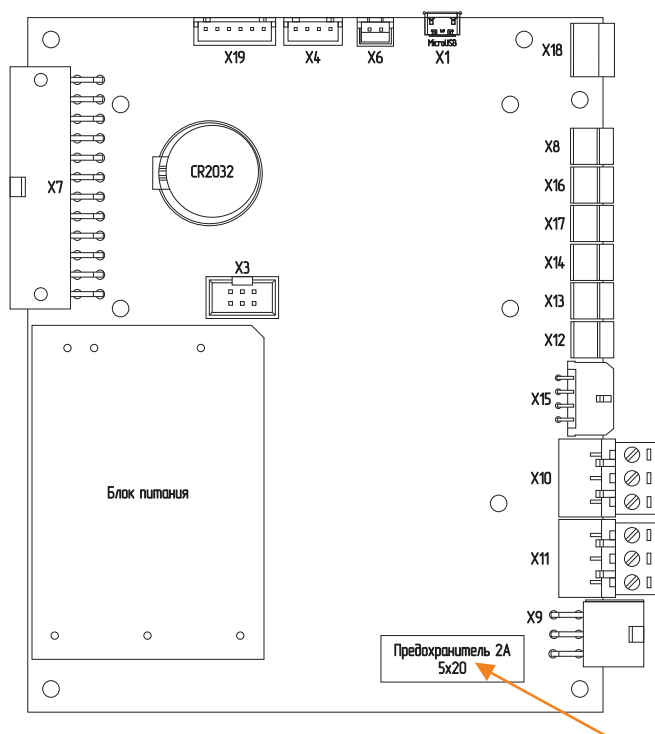 X19
X4
X6
MicroUSB
X1
X18
X7
CR2032
X8
X16
X17
X3
X14
X13
X12
X15
Блок питания
X10
X11
X9
Предохранитель 2А
5x20